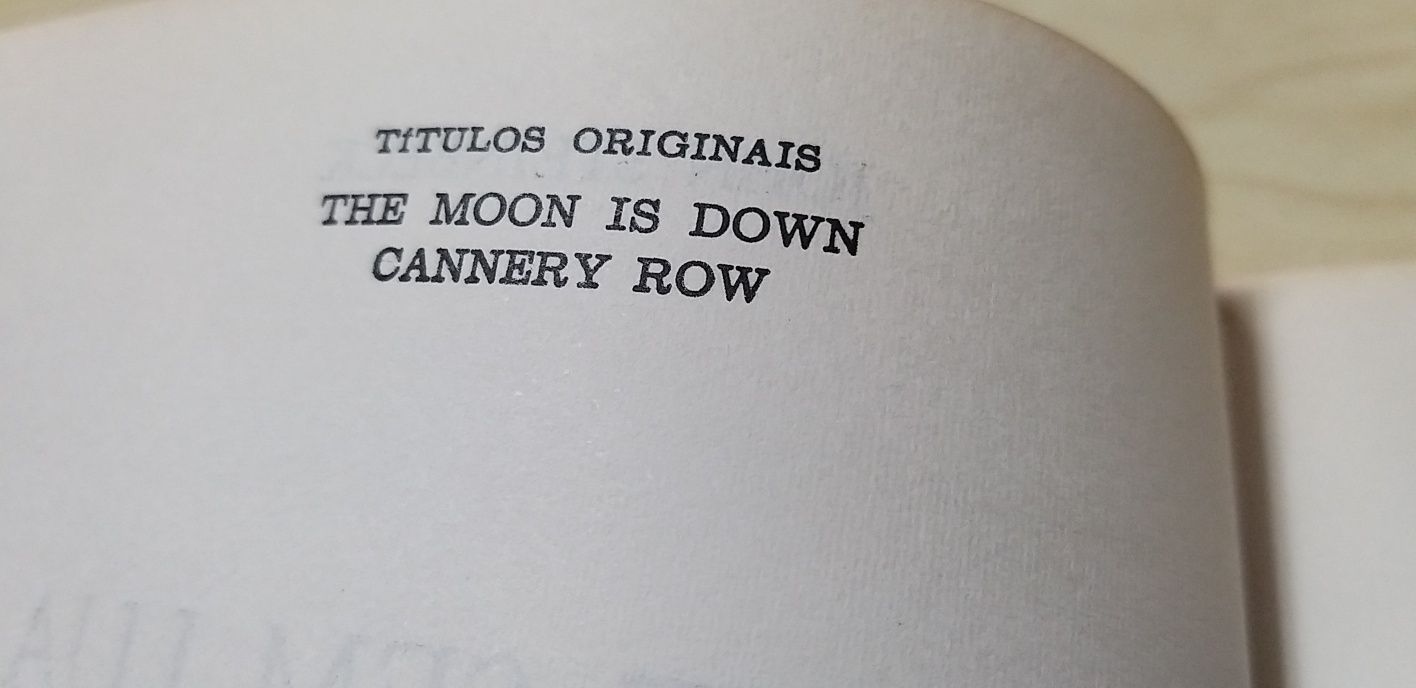 TíTULOS ORIGINAIS
THE MOON IS DOWN
CANNERY ROW